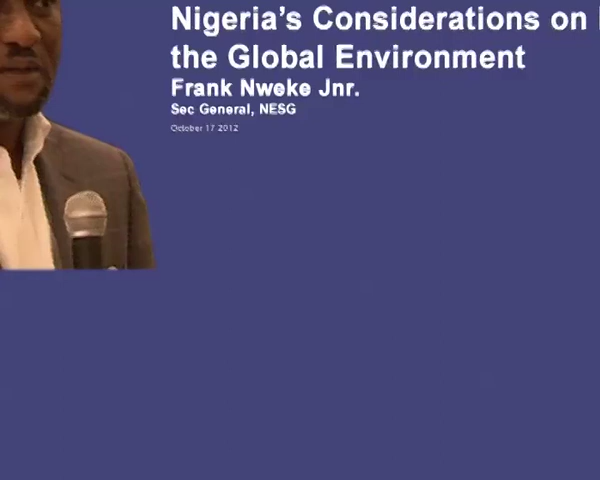 Nigeria's Considerations on
the Global Environment
Frank Nweke Jnr.
Sec General, NESG
October 17 2012